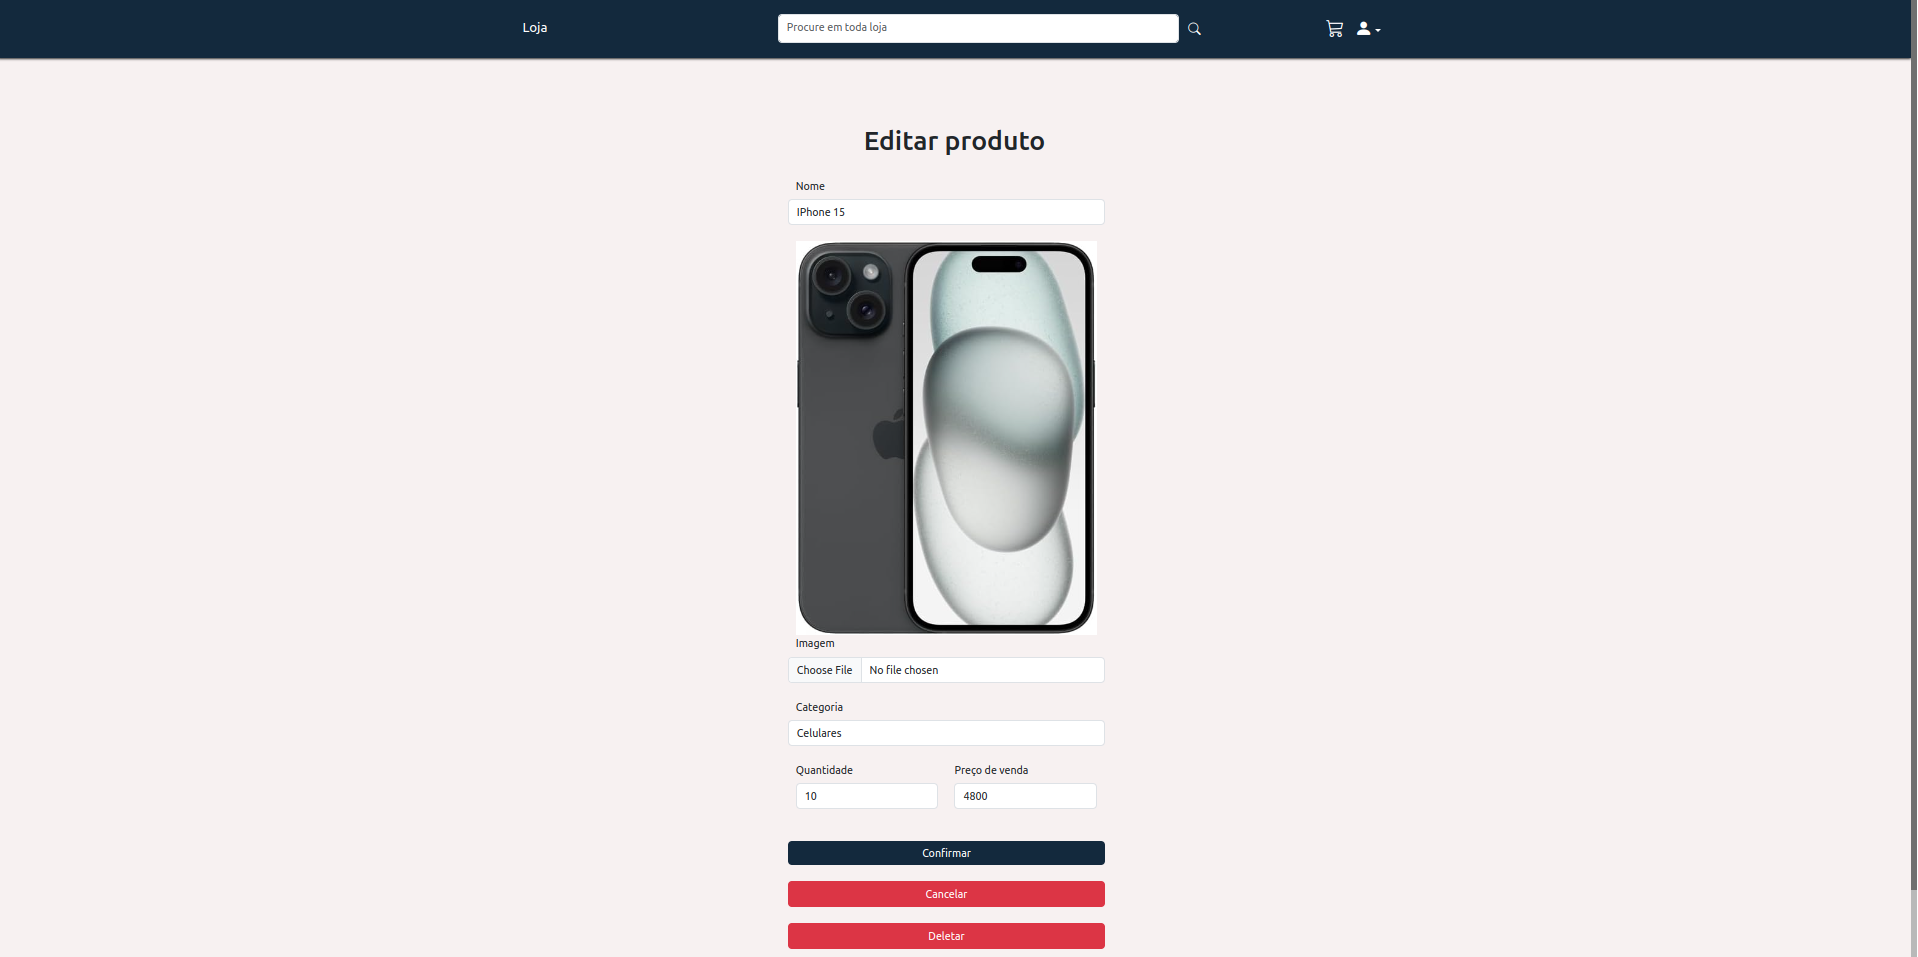 Loja
Procure em toda loja
Editar produto
Nome
IPhone 15
Imagem
Choose File No file chosen
Categoria
Celulares
Quantidade Preço de venda
10 4800
Confirmar
Cancelar
Deletar